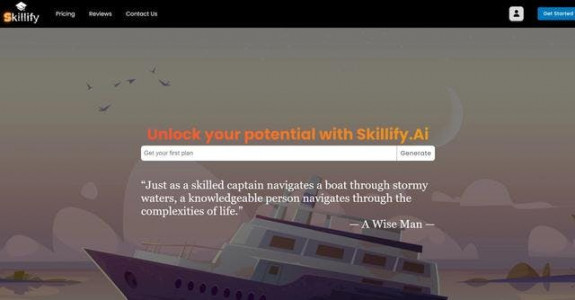 Skillify
Pricing
Reviews
Contact Us
Get Started
Unlock your potential with Skillify.Ai
Get your first plan
Generate
“Just as a skilled captain navigates a boat through stormy
waters, a knowledgeable person navigates through the
complexities of life.”
— A Wise Man —